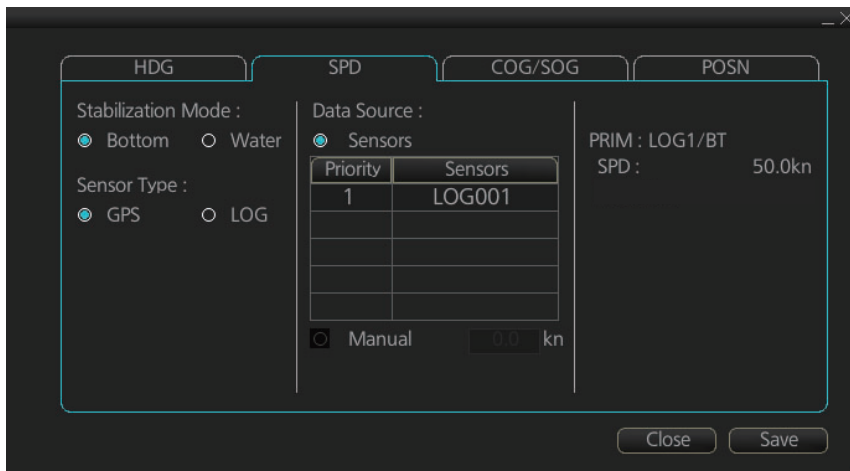 HDG SPD COG/SOG POSN
Stabilization Mode :
Bottom Water
Sensor Type :
GPS LOG
Data Source :
Sensors
Priority Sensors
1 LOG001
Manual 0.0 kn
PRIM : LOG1/BT
SPD : 50.0kn
Close Save